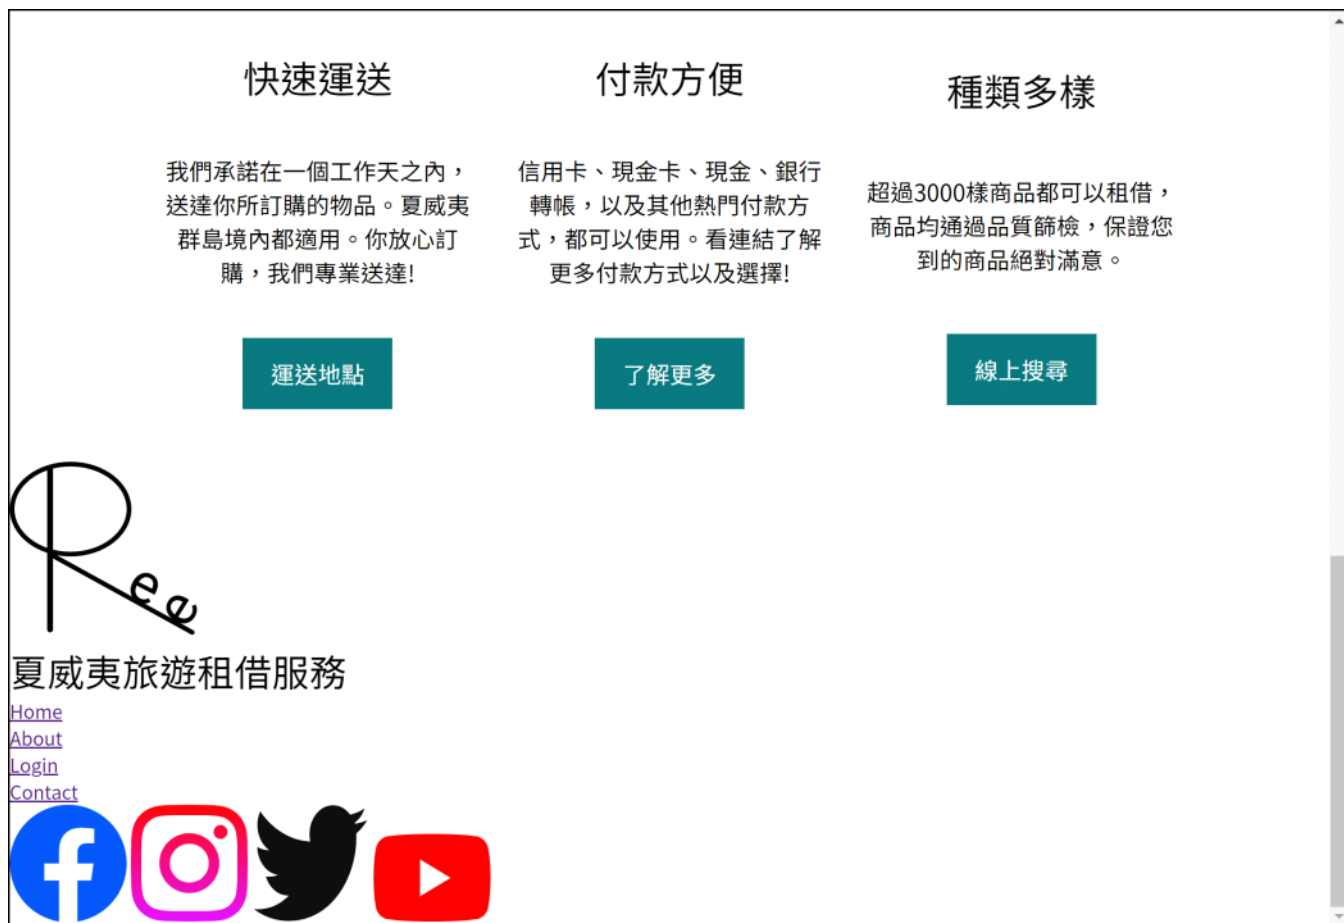 快速運送
我們承諾在一個工作天之內，
送達你所訂購的物品。夏威夷
群島境內都適用。你放心訂
購，我們專業送達!
運送地點
付款方便
信用卡、現金卡、現金、銀行
轉帳，以及其他熱門付款方
式，都可以使用。看連結了解
更多付款方式以及選擇!
了解更多
種類多樣
超過3000樣商品都可以租借，
商品均通過品質篩檢，保證您
到的商品絕對滿意。
線上搜尋
Ree
夏威夷旅遊租借服務
Home
About
Login
Contact